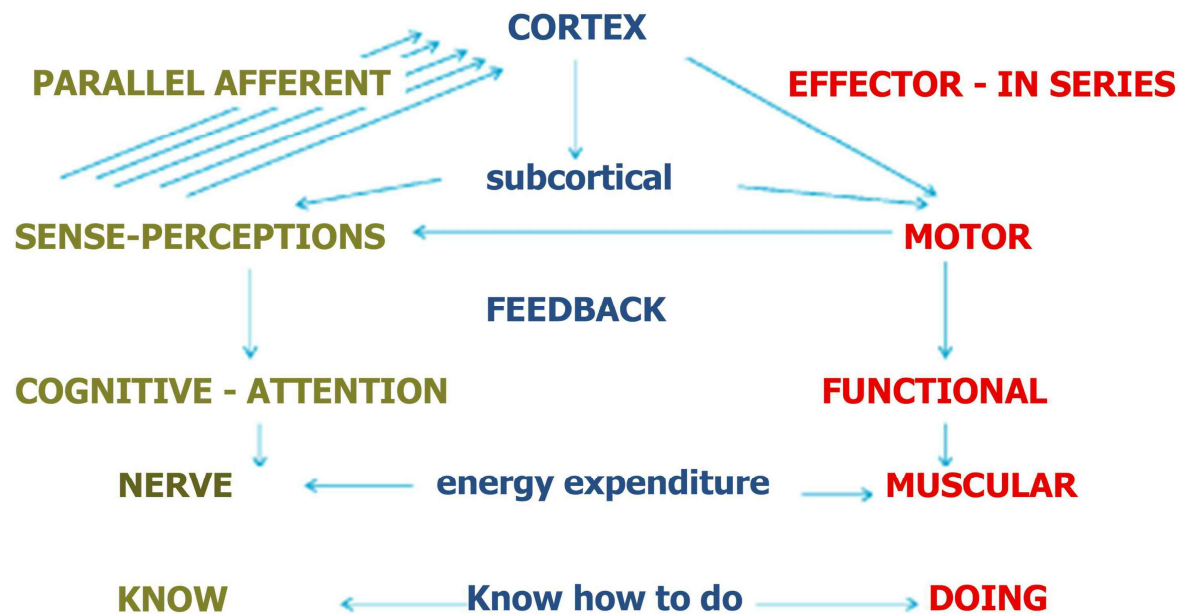 CORTEX
PARALLEL AFFERENT
EFFECTOR - IN SERIES
subcortical
SENSE-PERCEPTIONS
MOTOR
FEEDBACK
COGNITIVE - ATTENTION
FUNCTIONAL
NERVE
energy expenditure
MUSCULAR
KNOW
Know how to do
DOING